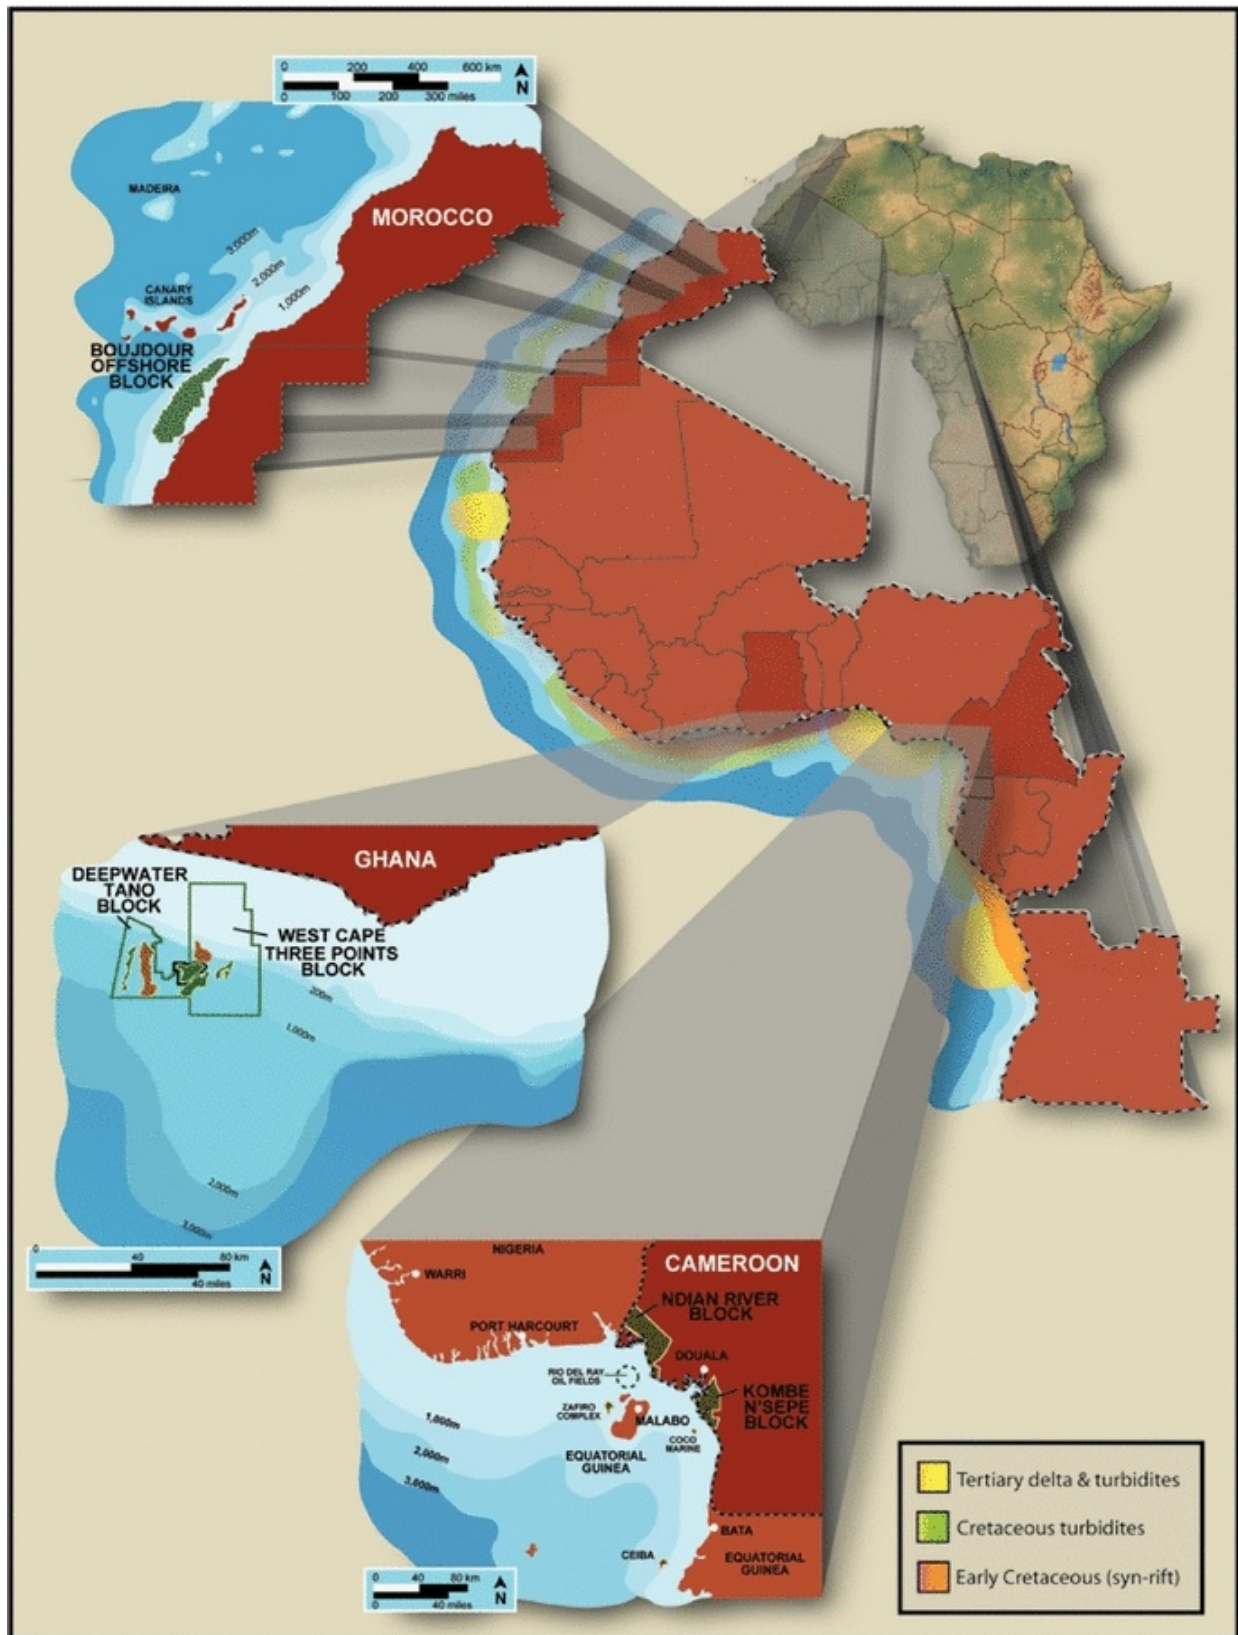 0 200 400 600 km
N
0 100 200 300 miles
MADEIRA
MOROCCO
3,000m
2,000m
1,000m
CANARY
ISLANDS
BOUJDOUR
OFFSHORE
BLOCK
GHANA
DEEPWATER
TANO
BLOCK
WEST CAPE
THREE POINTS
BLOCK
200m
1,000m
2,000m
3,000m
0 40 80 km
N
40 miles
NIGERIA
CAMEROON
WARRI
NDIAN RIVER
BLOCK
PORT HARCOURT
DOUALA
RIO DEL RAY
OIL FIELDS
KOMBE
N'SEPE
BLOCK
ZAFIRO
COMPLEX
MALABO
COCO
MARINE
1,000m
2,000m
3,000m
EQUATORIAL
GUINEA
BATA
CEIBA
EQUATORIAL
GUINEA
0 40 80 km
N
0 40 miles
Tertiary delta & turbidites
Cretaceous turbidites
Early Cretaceous (syn-rift)